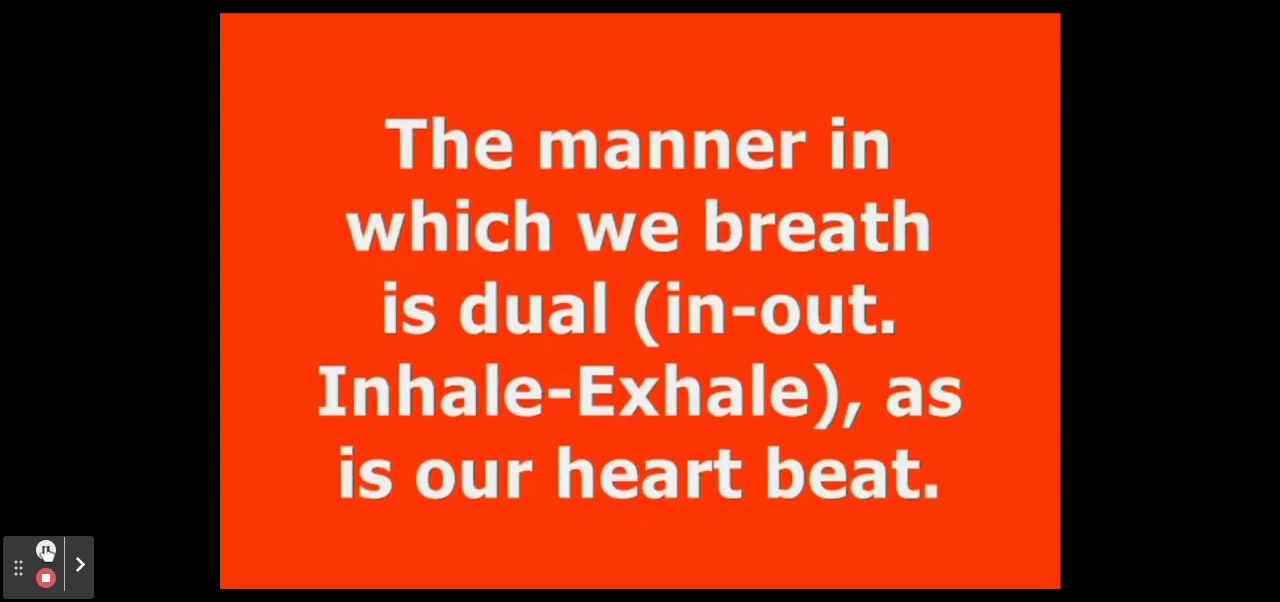 The manner in
which we breath
is dual (in-out.
Inhale-Exhale), as
is our heart beat.